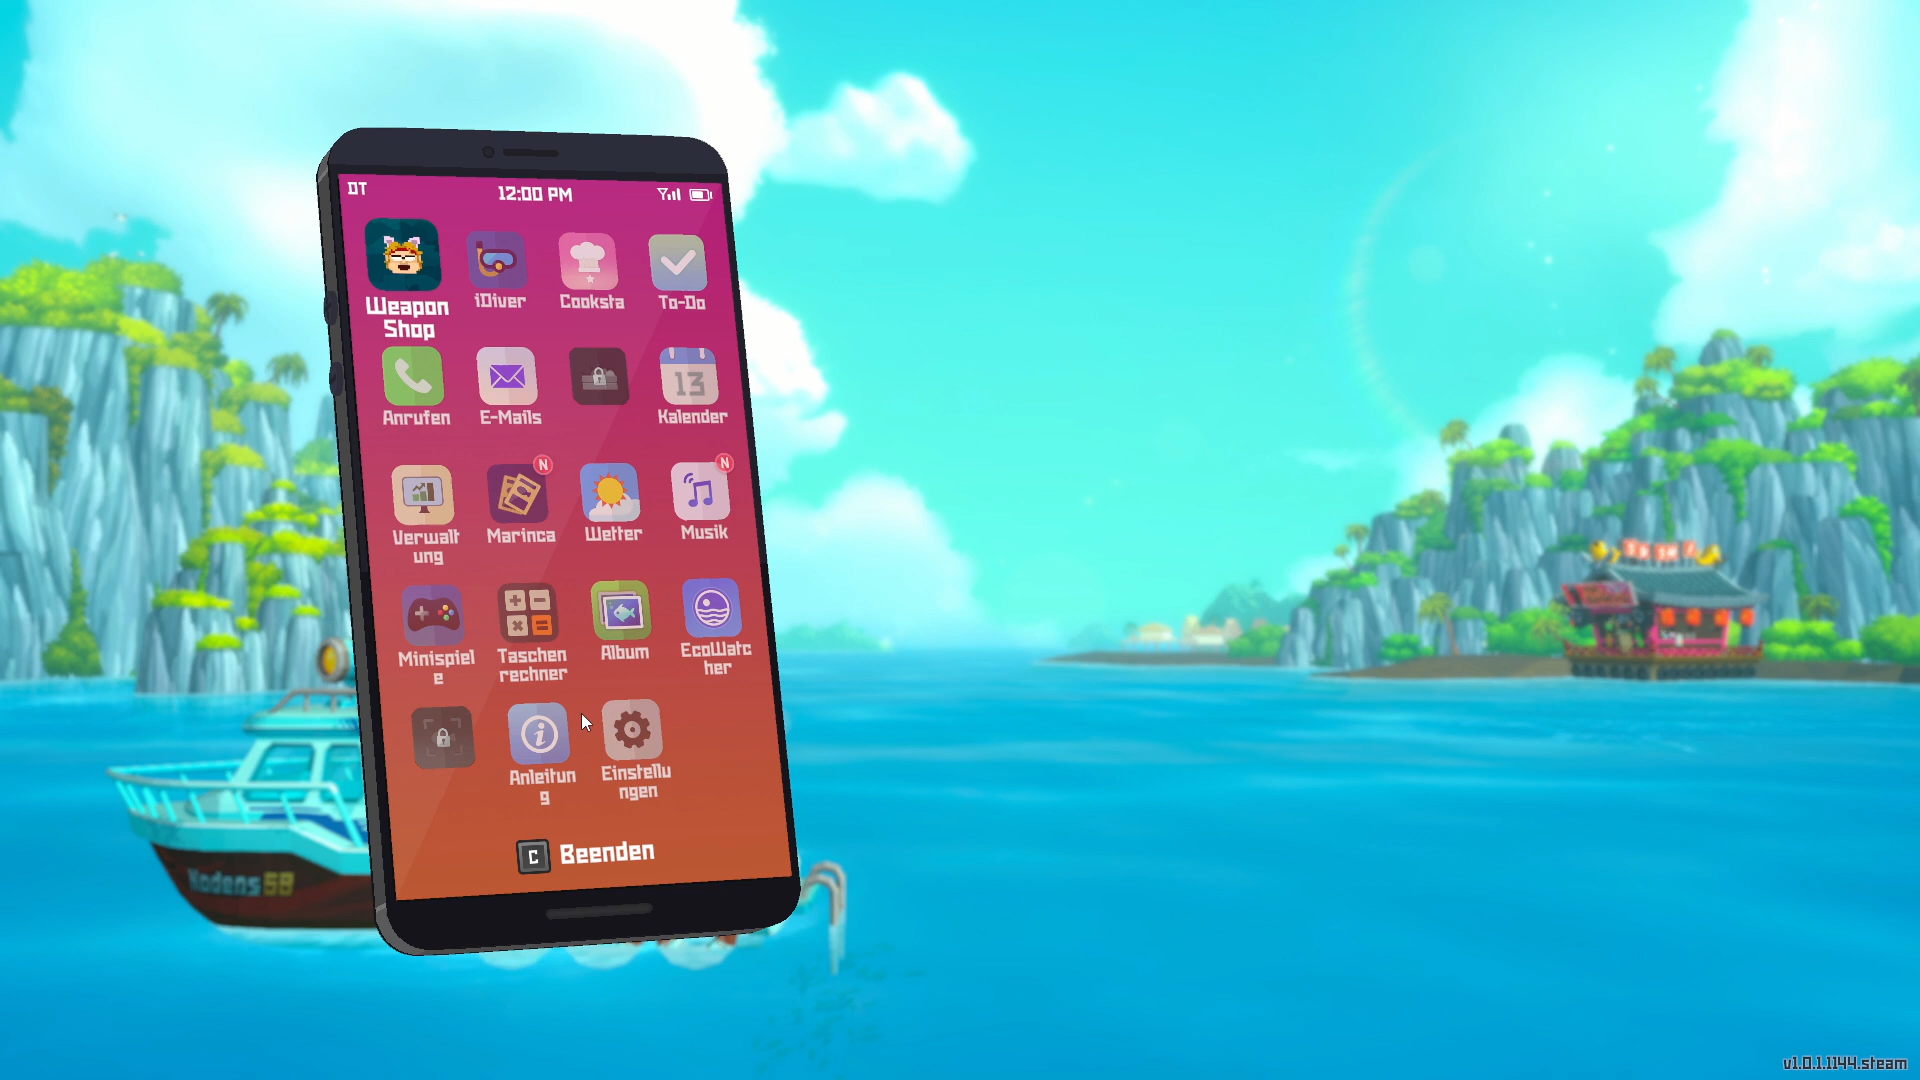 DT
12:00 PM
Weapon
Shop
iDiver
Cooksta
To-Do
Anrufen
E-Mails
13
Kalender
Verwalt
ung
N
Marinca
Wetter
N
Musik
Minispiel
e
Taschen
rechner
Album
EcoWatc
her
Anleitun
g
Einstellu
ngen
C Beenden
Nodens58
v1.0.1.1144.steam